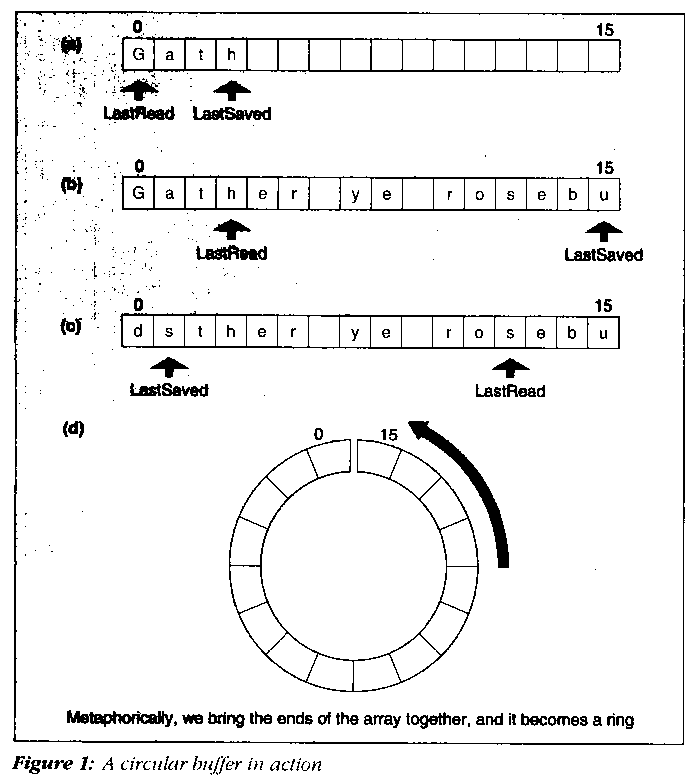 0 15
(a) G a t h
LastRead LastSaved
0 15
(b) G a t h e r y e r o s e b u
LastRead LastSaved
0 15
(c) d s t h e r y e r o s e b u
LastSaved LastRead
(d)
0 15
Metaphorically, we bring the ends of the array together, and it becomes a ring
Figure 1: A circular buffer in action